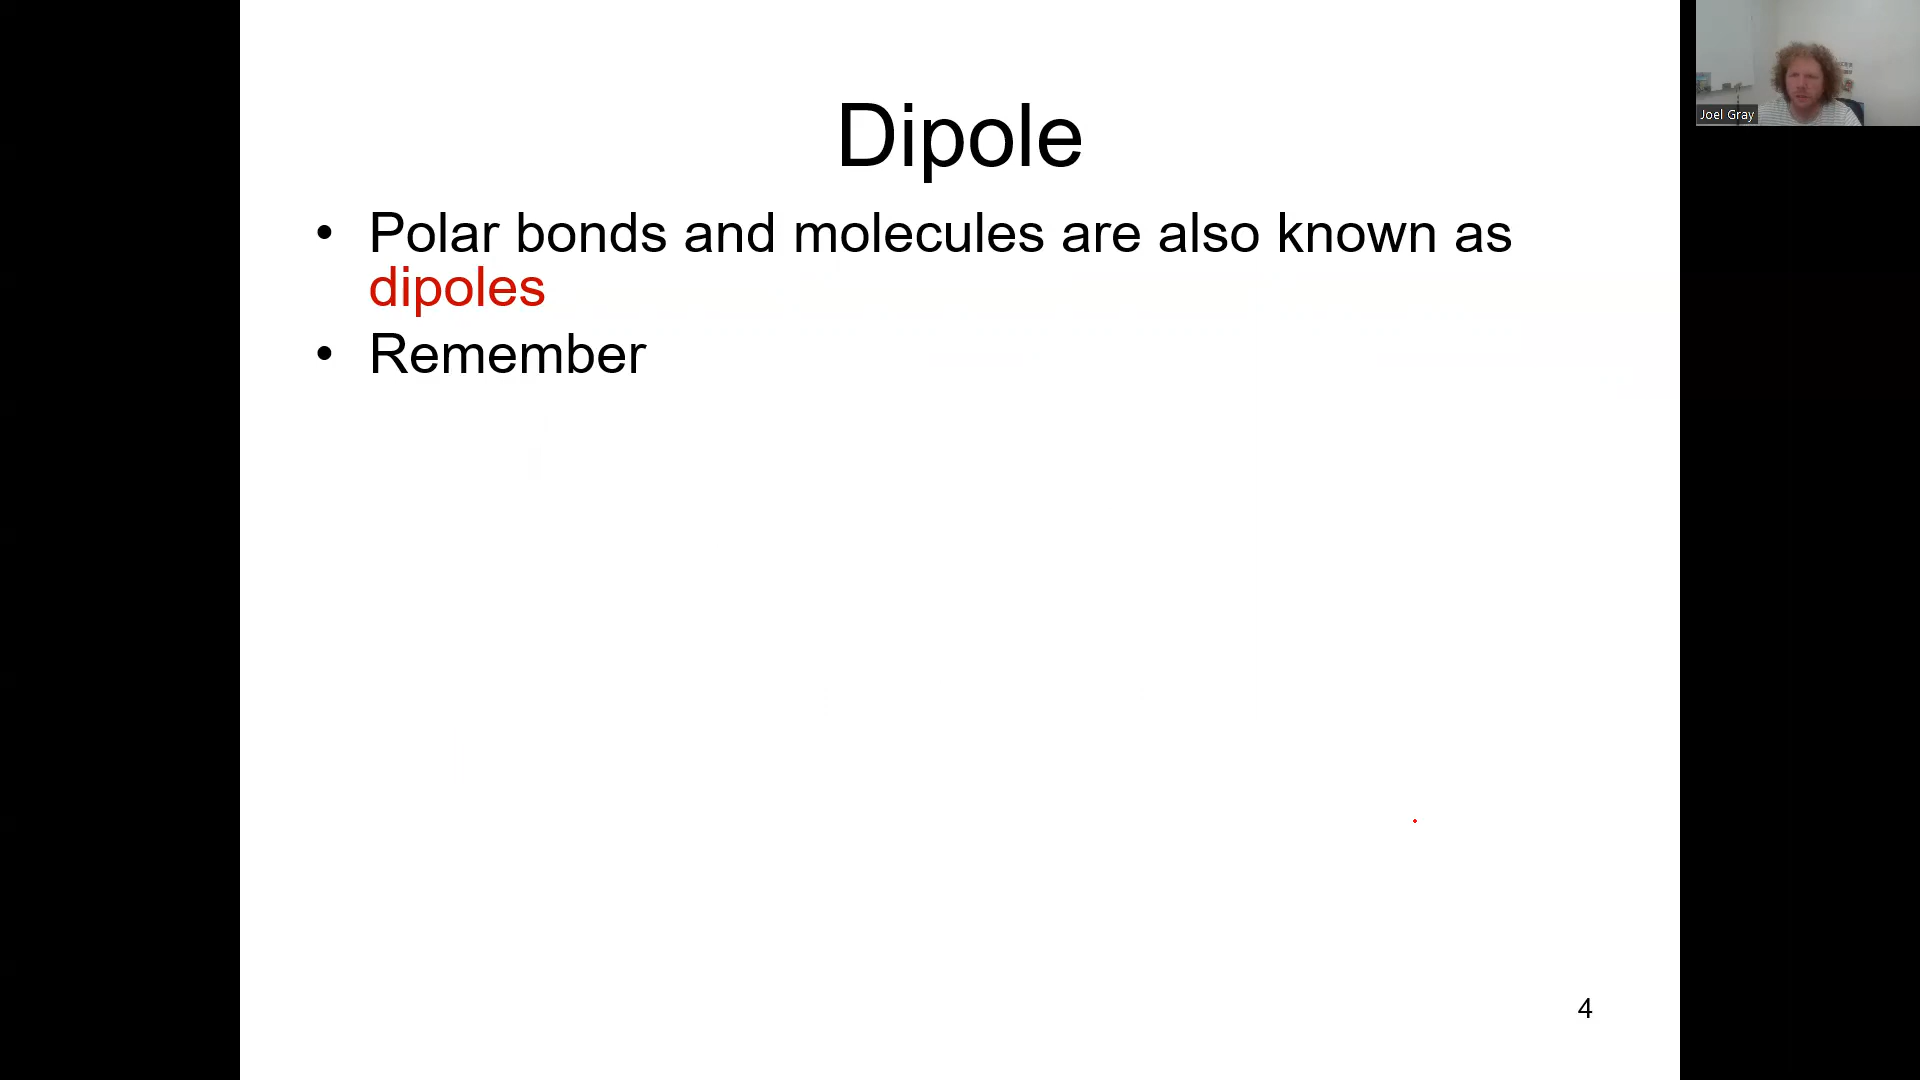 Dipole
• Polar bonds and molecules are also known as
dipoles
• Remember
4
Joel Gray